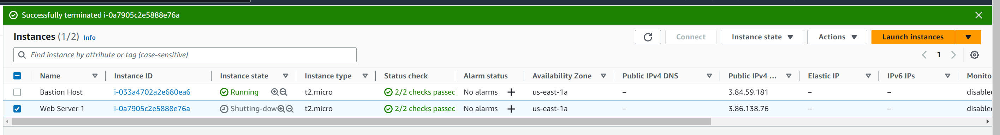 Successfully terminated i-0a7905c2e5888e76a
Instances (1/2) Info
Connect Instance state Actions Launch instances
Find instance by attribute or tag (case-sensitive)
1
Name Instance ID Instance state Instance type Status check Alarm status Availability Zone Public IPv4 DNS Public IPv4 ... Elastic IP IPv6 IPs Monito
Bastion Host i-033a4702a2e680ea6 Running t2.micro 2/2 checks passed No alarms + us-east-1a – 3.84.59.181 – – disable
Web Server 1 i-0a7905c2e5888e76a Shutting-dow t2.micro 2/2 checks passed No alarms + us-east-1a – 3.86.138.76 – – disable